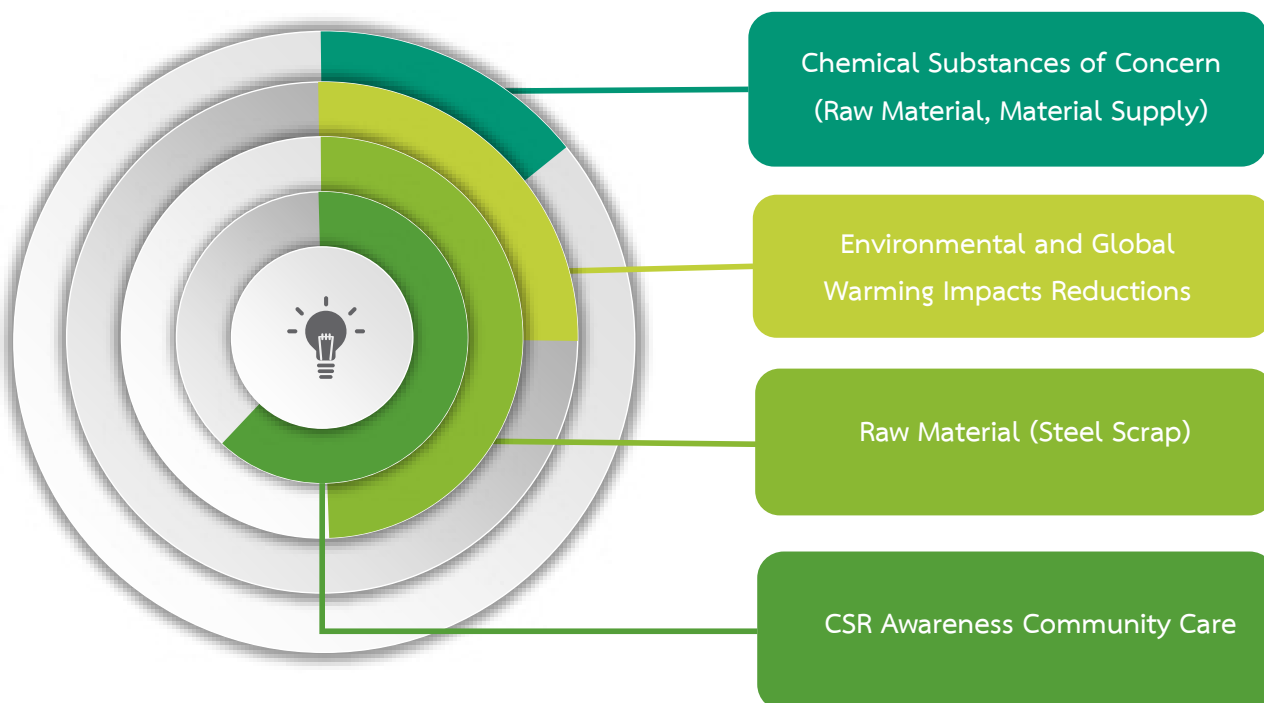 Chemical Substances of Concern
(Raw Material, Material Supply)
Environmental and Global
Warming Impacts Reductions
Raw Material (Steel Scrap)
CSR Awareness Community Care